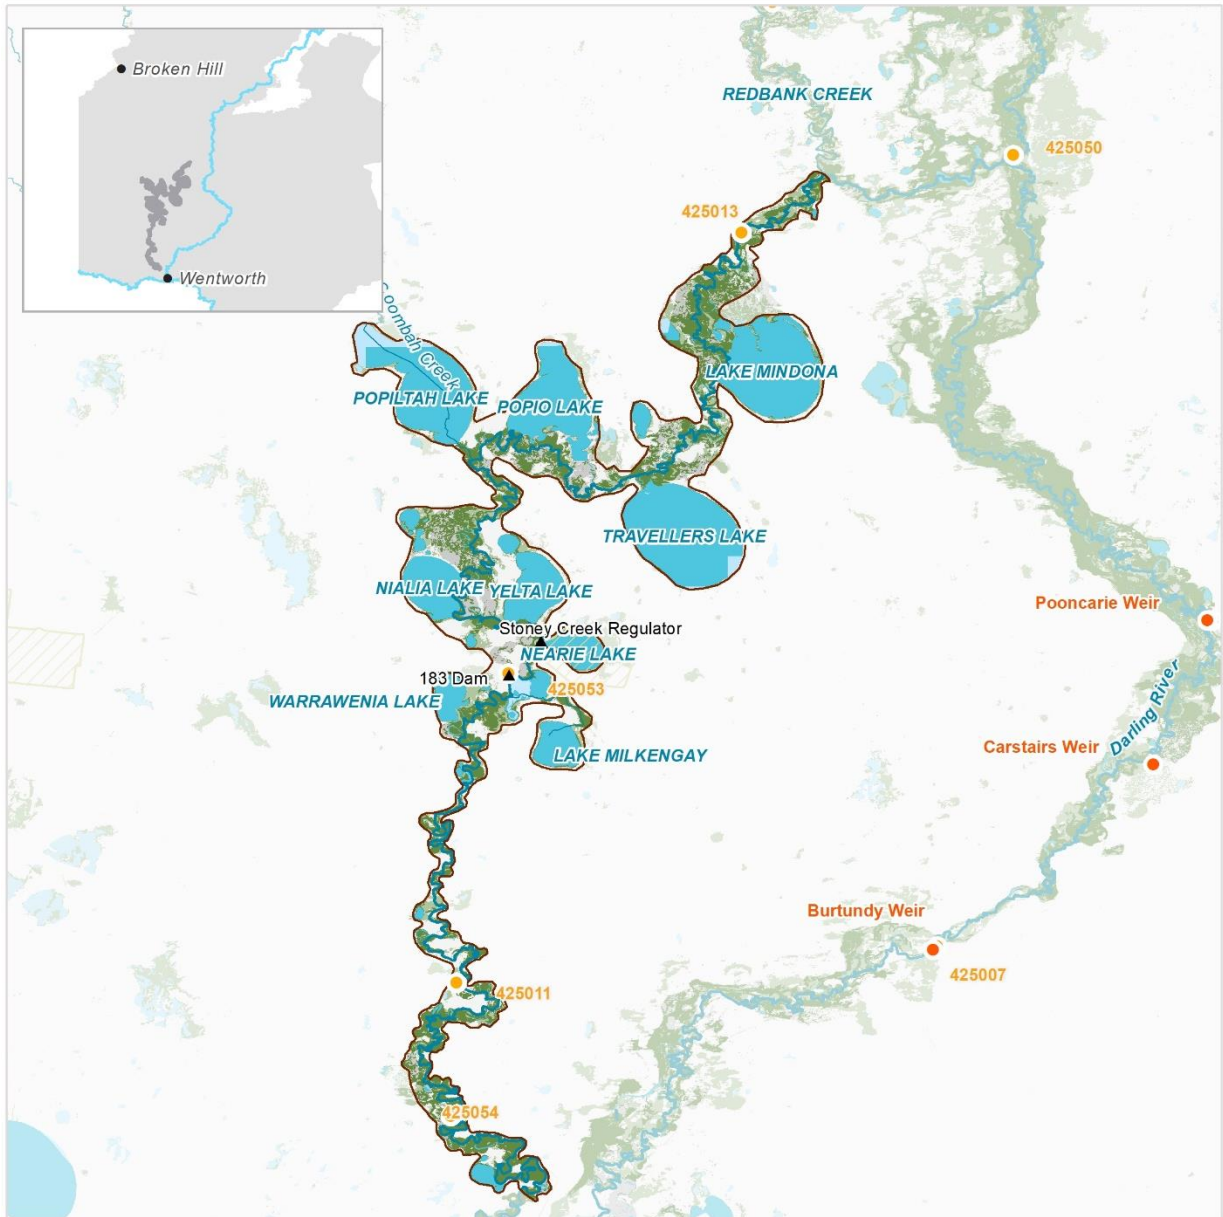 Broken Hill
Wentworth
REDBANK CREEK
425050
425013
Coombah Creek
LAKE MINDONA
POPILTAH LAKE
POPIO LAKE
TRAVELLERS LAKE
NIALIA LAKE
YELTA LAKE
Pooncarie Weir
Stoney Creek Regulator
NEARIE LAKE
183 Dam
425053
WARRAWENIA LAKE
Darling River
Carstairs Weir
LAKE MILKENGAY
Burtundy Weir
425007
425011
425054